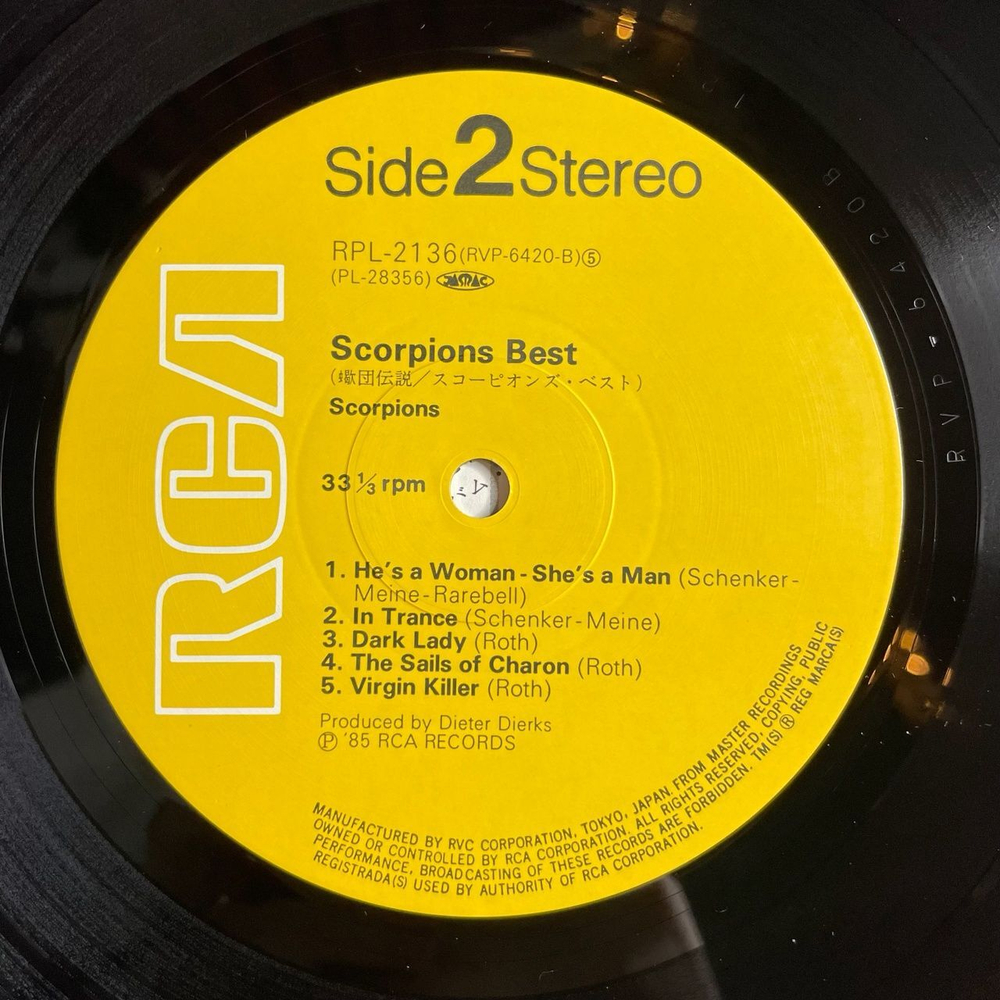 Side 2 Stereo
RPL-2136(RVP-6420-B)⑤
(PL-28356) JASRAC
RCA
Scorpions Best
(蠍団伝説/スコーピオンズ・ベスト)
Scorpions
33 1/3 rpm
1. He's a Woman - She's a Man (Schenker-
Meine-Rarebell)
2. In Trance (Schenker-Meine)
3. Dark Lady (Roth)
4. The Sails of Charon (Roth)
5. Virgin Killer (Roth)
Produced by Dieter Dierks
Ⓟ '85 RCA RECORDS
MANUFACTURED BY RVC CORPORATION, TOKYO, JAPAN. FROM MASTER RECORDINGS
OWNED OR CONTROLLED BY RCA CORPORATION. ALL RIGHTS RESERVED. COPYING, PUBLIC
PERFORMANCE, BROADCASTING OF THESE RECORDS ARE FORBIDDEN. TM(S) ® REG MARCA(S)
REGISTRADA(S) USED BY AUTHORITY OF RCA CORPORATION.
RVP-6420B